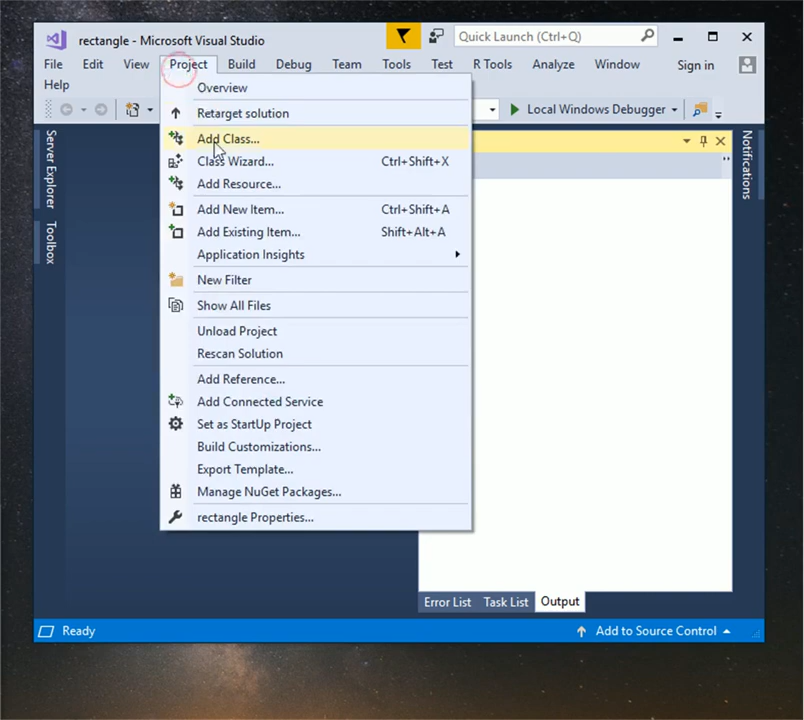 rectangle - Microsoft Visual Studio
Quick Launch (Ctrl+Q)
File Edit View Project Build Debug Team Tools Test R Tools Analyze Window Sign in
Help
Local Windows Debugger
Overview
Retarget solution
Add Class...
Class Wizard... Ctrl+Shift+X
Add Resource...
Add New Item... Ctrl+Shift+A
Add Existing Item... Shift+Alt+A
Application Insights
New Filter
Show All Files
Unload Project
Rescan Solution
Add Reference...
Add Connected Service
Set as StartUp Project
Build Customizations...
Export Template...
Manage NuGet Packages...
rectangle Properties...
Server Explorer
Toolbox
Notifications
Error List Task List Output
Ready
Add to Source Control